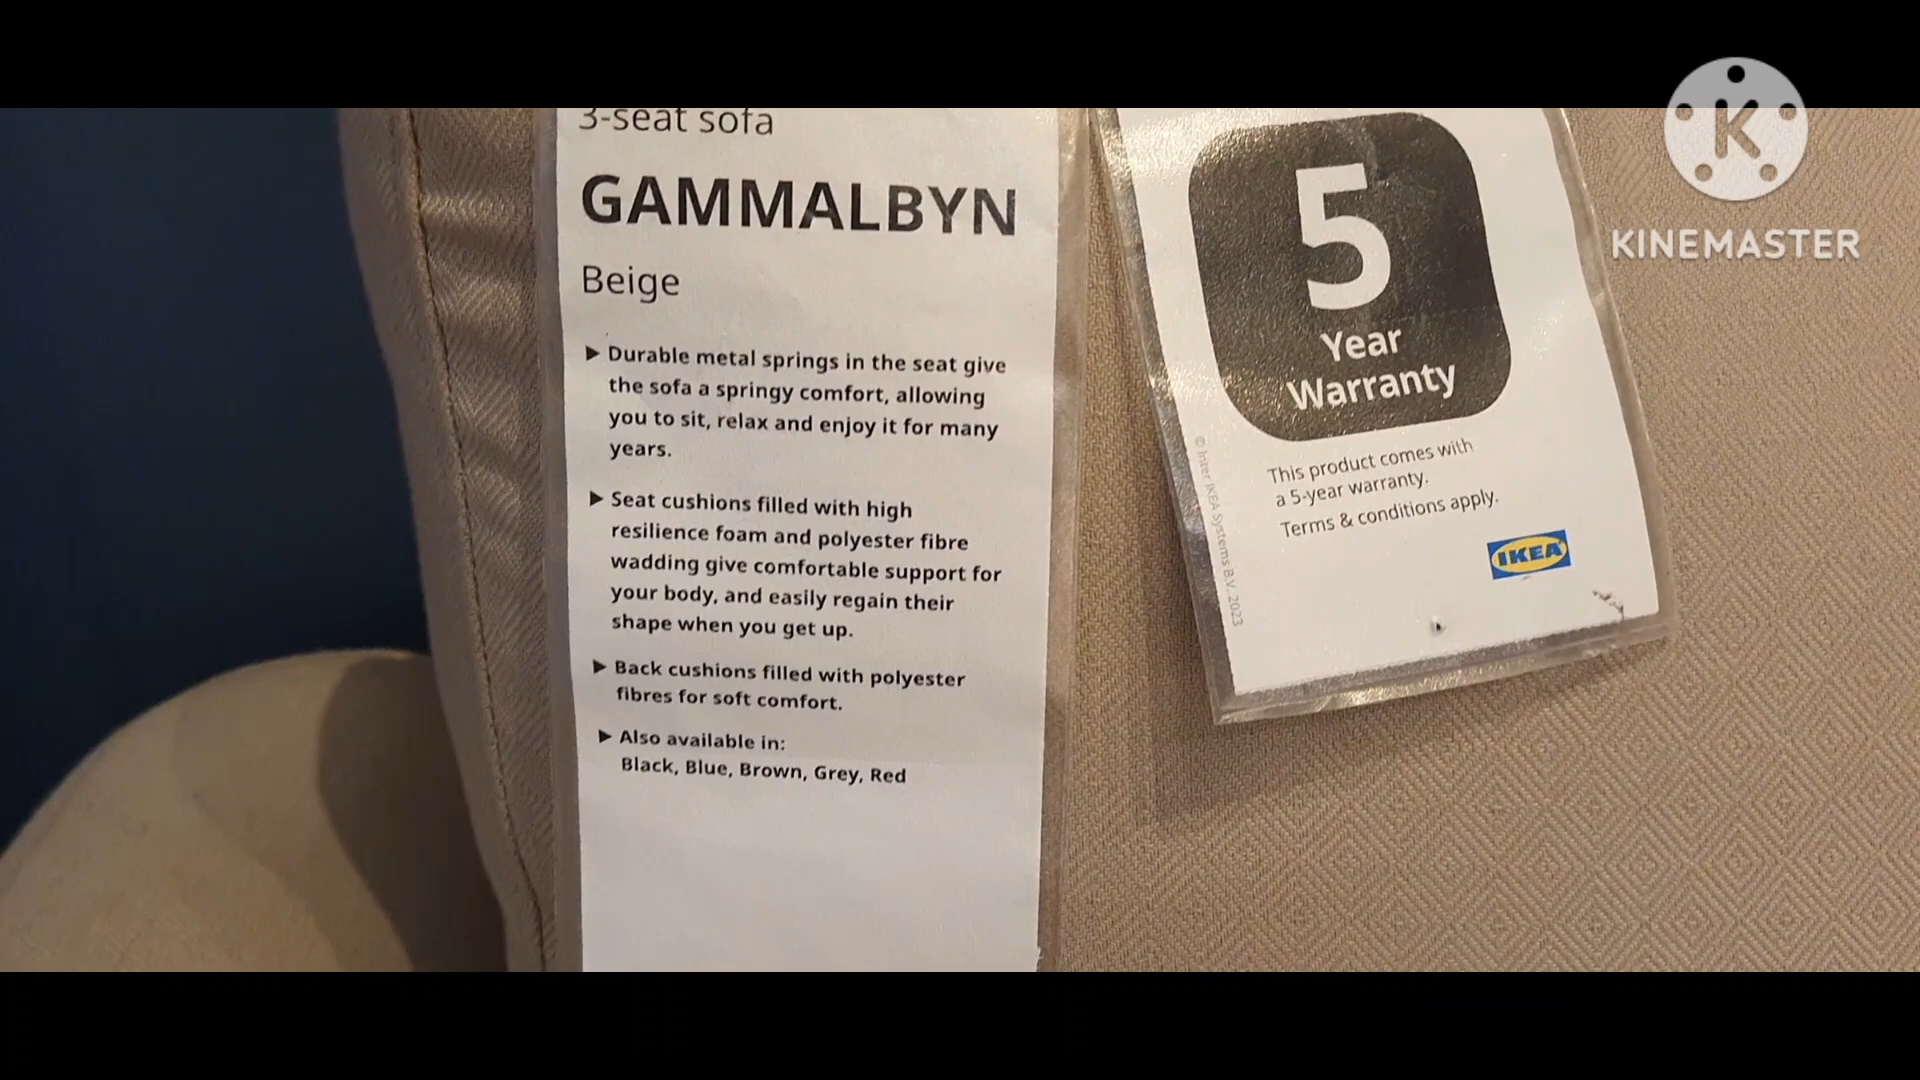 3-seat sofa
GAMMALBYN
Beige
▶ Durable metal springs in the seat give
the sofa a springy comfort, allowing
you to sit, relax and enjoy it for many
years.
▶ Seat cushions filled with high
resilience foam and polyester fibre
wadding give comfortable support for
your body, and easily regain their
shape when you get up.
▶ Back cushions filled with polyester
fibres for soft comfort.
▶ Also available in:
Black, Blue, Brown, Grey, Red
5
Year
Warranty
This product comes with
a 5-year warranty.
Terms & conditions apply.
IKEA
© Inter IKEA Systems B.V. 2023
K
KINEMASTER